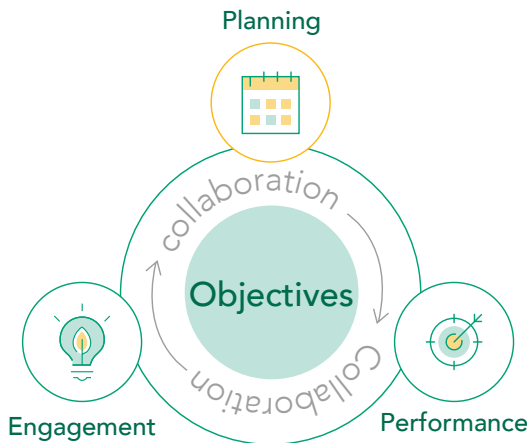 Planning
collaboration
Objectives
Collaboration
Engagement
Performance